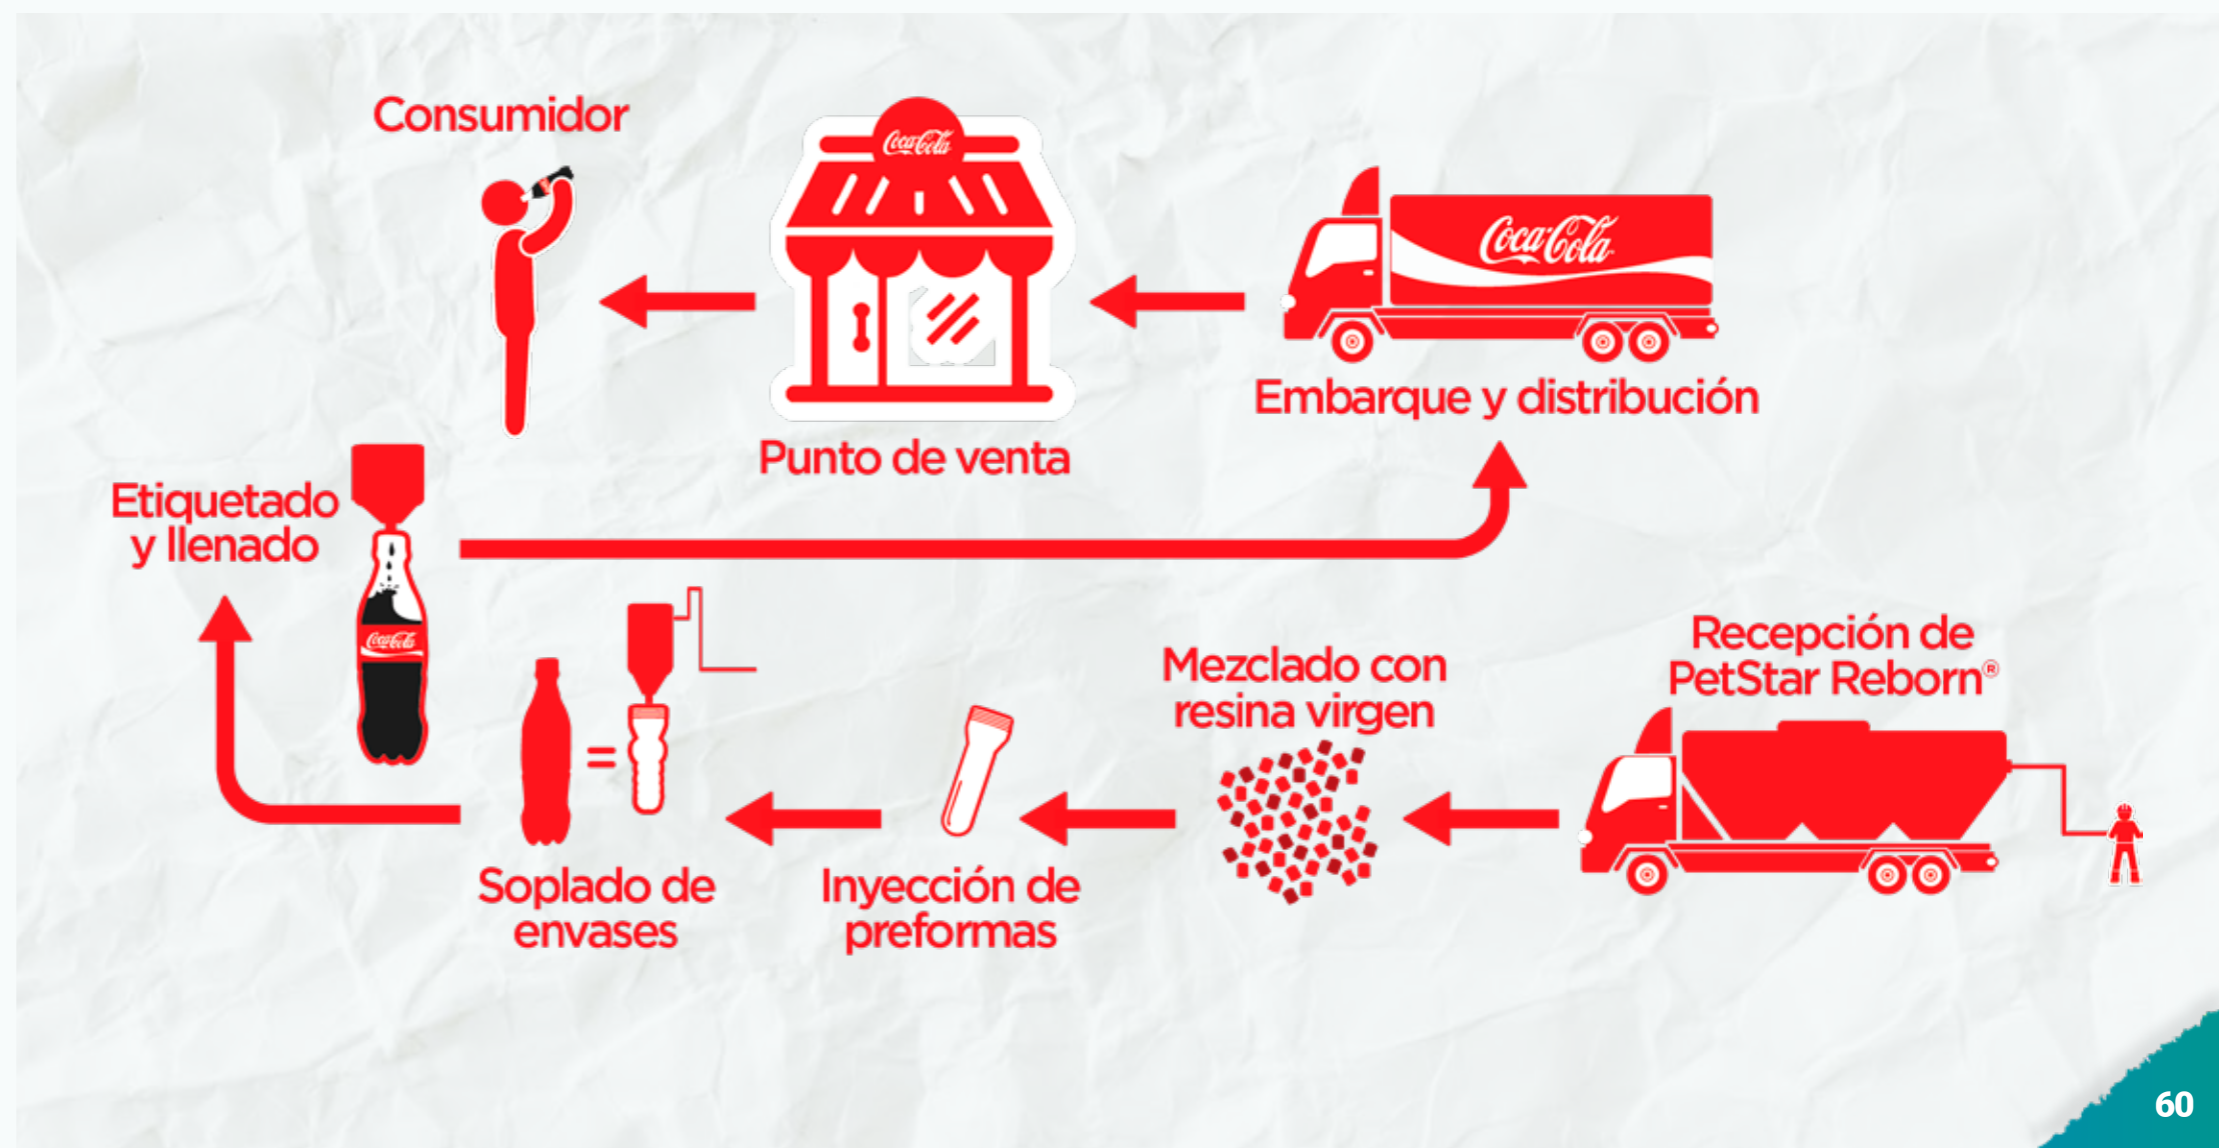 Consumidor
Coca-Cola
Coca-Cola
Embarque y distribución
Punto de venta
Etiquetado
y llenado
Coca-Cola
Recepción de
PetStar Reborn®
Mezclado con
resina virgen
Soplado de
envases
Inyección de
preformas
60